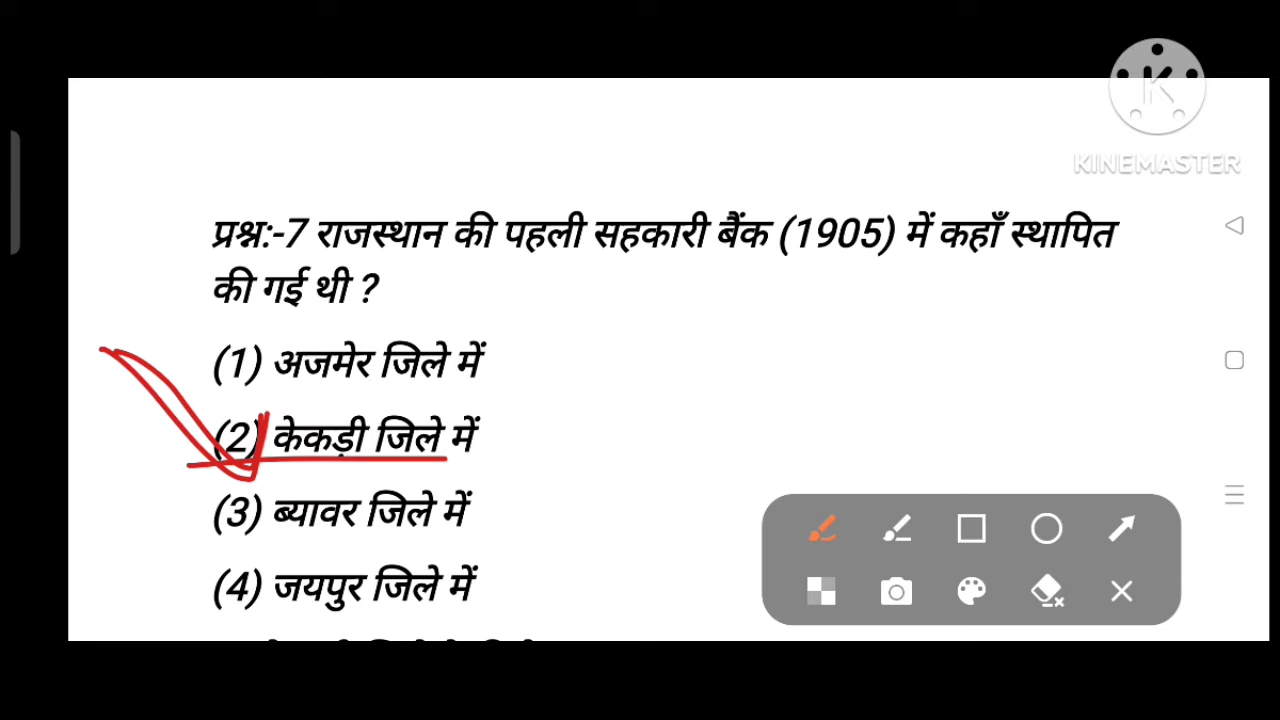 KINEMASTER
प्रश्न:-7 राजस्थान की पहली सहकारी बैंक (1905) में कहाँ स्थापित
की गई थी ?
(1) अजमेर जिले में
(2) केकड़ी जिले में
(3) ब्यावर जिले में
(4) जयपुर जिले में